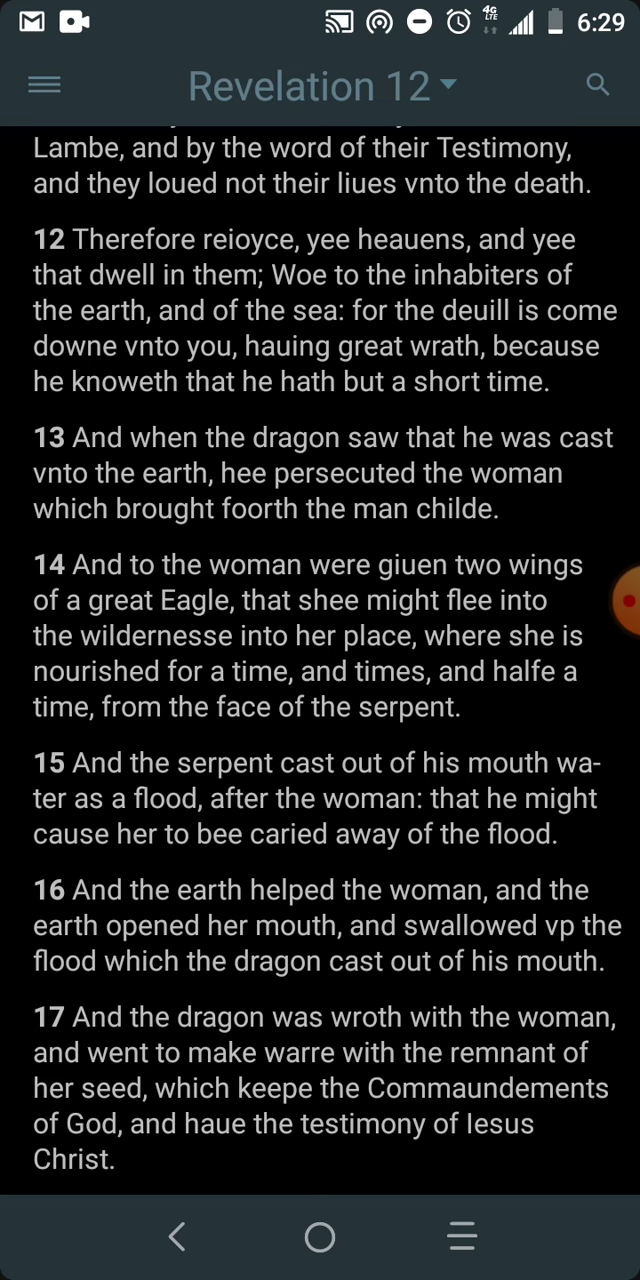 4G
LTE
6:29
Revelation 12
Lambe, and by the word of their Testimony,
and they loued not their liues vnto the death.
12 Therefore reioyce, yee heauens, and yee
that dwell in them; Woe to the inhabiters of
the earth, and of the sea: for the deuill is come
downe vnto you, hauing great wrath, because
he knoweth that he hath but a short time.
13 And when the dragon saw that he was cast
vnto the earth, hee persecuted the woman
which brought foorth the man childe.
14 And to the woman were giuen two wings
of a great Eagle, that shee might flee into
the wildernesse into her place, where she is
nourished for a time, and times, and halfe a
time, from the face of the serpent.
15 And the serpent cast out of his mouth wa-
ter as a flood, after the woman: that he might
cause her to bee caried away of the flood.
16 And the earth helped the woman, and the
earth opened her mouth, and swallowed vp the
flood which the dragon cast out of his mouth.
17 And the dragon was wroth with the woman,
and went to make warre with the remnant of
her seed, which keepe the Commaundements
of God, and haue the testimony of Iesus
Christ.